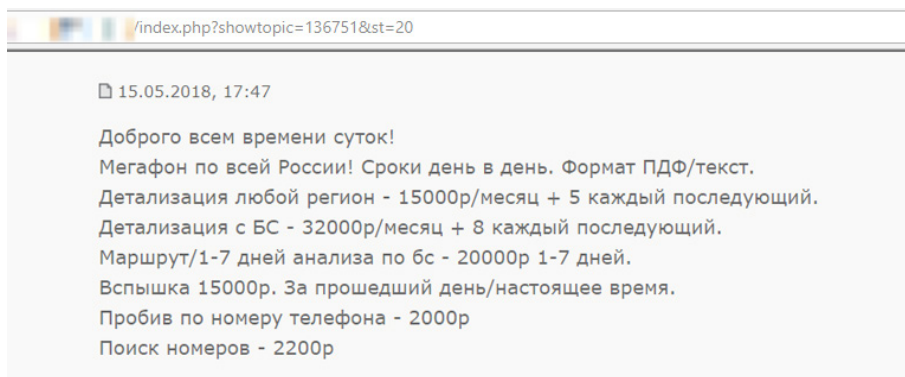 /index.php?showtopic=136751&st=20
15.05.2018, 17:47
Доброго всем времени суток!
Мегафон по всей России! Сроки день в день. Формат ПДФ/текст.
Детализация любой регион - 15000р/месяц + 5 каждый последующий.
Детализация с БС - 32000р/месяц + 8 каждый последующий.
Маршрут/1-7 дней анализа по бс - 20000р 1-7 дней.
Вспышка 15000р. За прошедший день/настоящее время.
Пробив по номеру телефона - 2000р
Поиск номеров - 2200р